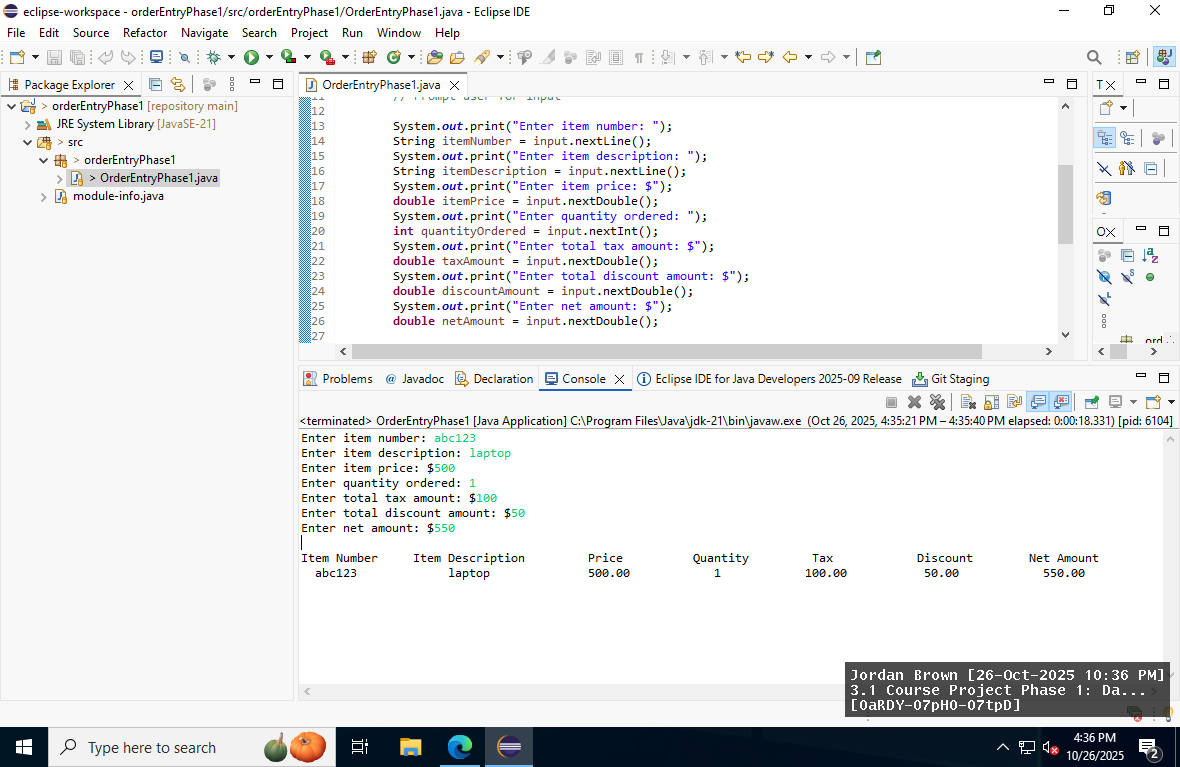 eclipse-workspace - orderEntryPhase1/src/orderEntryPhase1/OrderEntryPhase1.java - Eclipse IDE
File Edit Source Refactor Navigate Search Project Run Window Help
Package Explorer
OrderEntryPhase1.java
> orderEntryPhase1 [repository main]
JRE System Library [JavaSE-21]
> src
> orderEntryPhase1
> OrderEntryPhase1.java
module-info.java
11 // Prompt user for input
12
13 System.out.print("Enter item number: ");
14 String itemNumber = input.nextLine();
15 System.out.print("Enter item description: ");
16 String itemDescription = input.nextLine();
17 System.out.print("Enter item price: $");
18 double itemPrice = input.nextDouble();
19 System.out.print("Enter quantity ordered: ");
20 int quantityOrdered = input.nextInt();
21 System.out.print("Enter total tax amount: $");
22 double taxAmount = input.nextDouble();
23 System.out.print("Enter total discount amount: $");
24 double discountAmount = input.nextDouble();
25 System.out.print("Enter net amount: $");
26 double netAmount = input.nextDouble();
27
T
O
ord
Problems @ Javadoc Declaration Console Eclipse IDE for Java Developers 2025-09 Release Git Staging
<terminated> OrderEntryPhase1 [Java Application] C:\Program Files\Java\jdk-21\bin\javaw.exe (Oct 26, 2025, 4:35:21 PM – 4:35:40 PM elapsed: 0:00:18.331) [pid: 6104]
Enter item number: abc123
Enter item description: laptop
Enter item price: $500
Enter quantity ordered: 1
Enter total tax amount: $100
Enter total discount amount: $50
Enter net amount: $550
Item Number Item Description Price Quantity Tax Discount Net Amount
abc123 laptop 500.00 1 100.00 50.00 550.00
Jordan Brown [26-Oct-2025 10:36 PM]
3.1 Course Project Phase 1: Da...
[OaRDY-O7pHO-O7tpD]
Type here to search
4:36 PM
10/26/2025
2